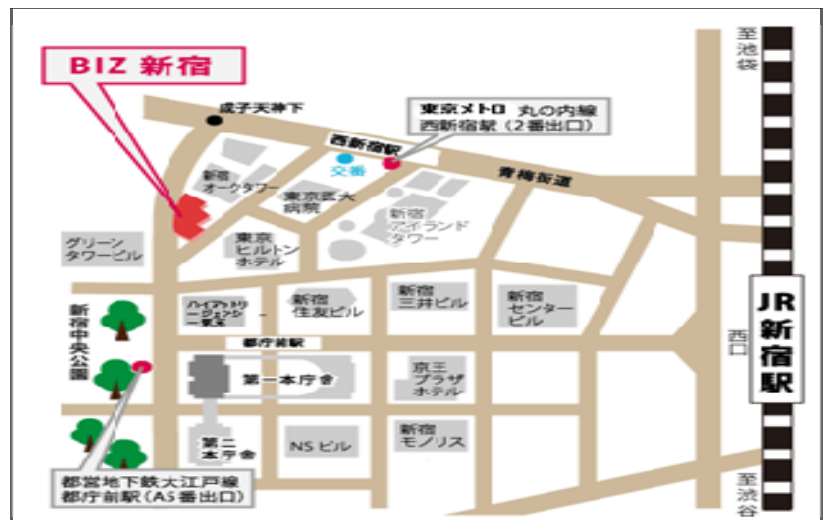 BIZ 新宿
至池袋
成子天神下
東京メトロ 丸の内線
西新宿駅(2番出口)
西新宿駅
交番
青梅街道
新宿
オークタワー
東京医大
病院
新宿
アイランド
タワー
グリーン
タワービル
東京
ヒルトン
ホテル
新宿中央公園
新宿
住友ビル
新宿
三井ビル
新宿
センター
ビル
JR新宿駅
西口
都庁前駅
第一本庁舎
京王
プラザ
ホテル
第二
本庁舎
NSビル
新宿
モノリス
都営地下鉄大江戸線
都庁前駅(A5番出口)
至渋谷